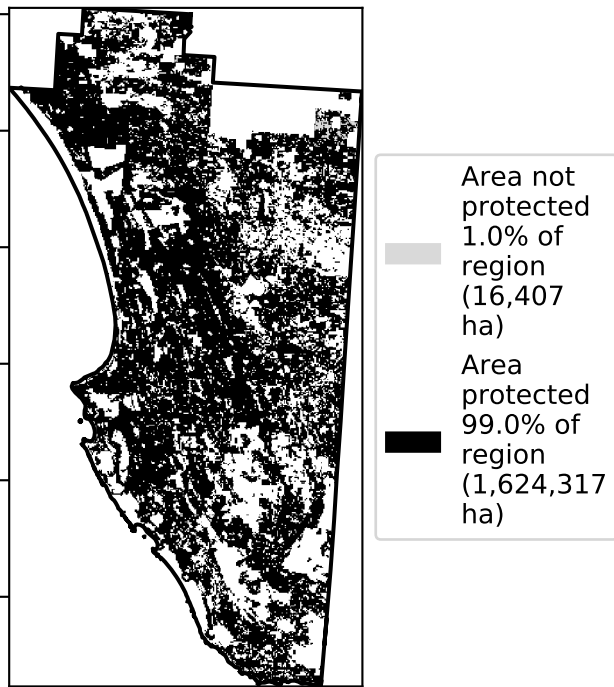 Area not
protected
1.0% of
region
(16,407
ha)
Area
protected
99.0% of
region
(1,624,317
ha)